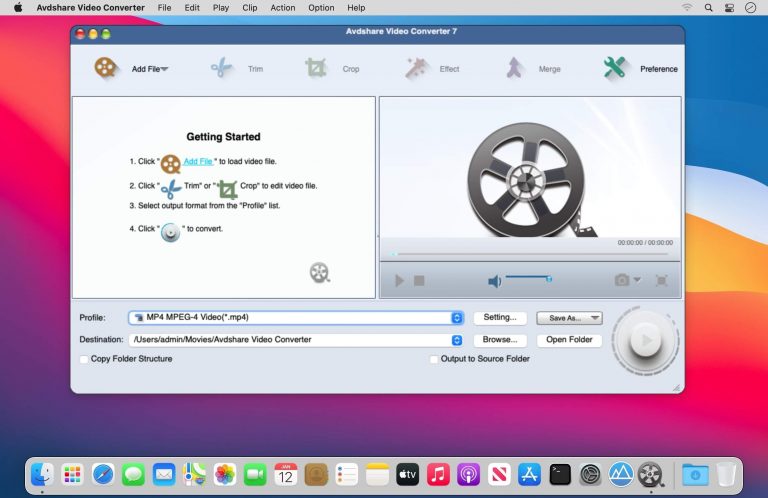 Avdshare Video Converter File Edit Play Clip Action Option Help
Avdshare Video Converter 7
Add File Trim Crop Effect Merge Preference
Getting Started
1. Click " Add File " to load video file.
2. Click " Trim" or " Crop" to edit video file.
3. Select output format from the "Profile" list.
4. Click " " to convert.
00:00:00 / 00:00:00
Profile: MP4 MPEG-4 Video(*.mp4) Setting... Save As...
Destination: /Users/admin/Movies/Avdshare Video Converter Browse... Open Folder
Copy Folder Structure Output to Source Folder
JAN
12
tv